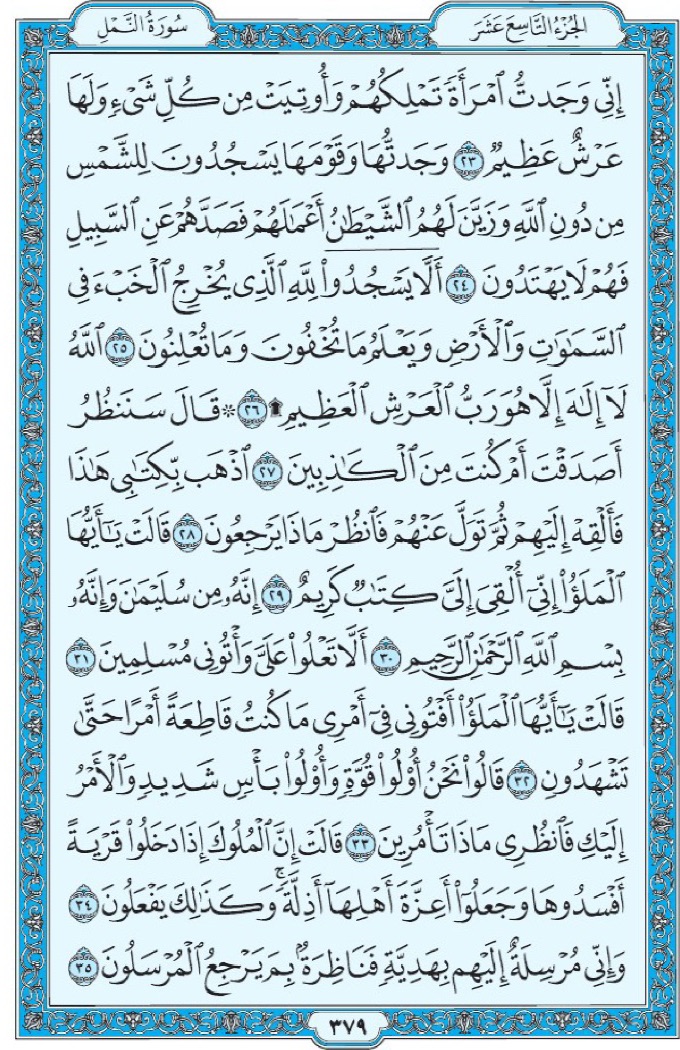 الجزء التاسع عشر
سورة النمل
إِنِّي وَجَدتُّ ٱمْرَأَةً تَمْلِكُهُمْ وَأُوتِيَتْ مِن كُلِّ شَىْءٍ وَلَهَا
عَرْشٌ عَظِيمٌ ٢٣ وَجَدتُّهَا وَقَوْمَهَا يَسْجُدُونَ لِلشَّمْسِ
مِن دُونِ ٱللَّهِ وَزَيَّنَ لَهُمُ ٱلشَّيْطَٰنُ أَعْمَٰلَهُمْ فَصَدَّهُمْ عَنِ ٱلسَّبِيلِ
فَهُمْ لَا يَهْتَدُونَ ٢٤ أَلَّا يَسْجُدُوا۟ لِلَّهِ ٱلَّذِى يُخْرِجُ ٱلْخَبْءَ فِى
ٱلسَّمَٰوَٰتِ وَٱلْأَرْضِ وَيَعْلَمُ مَا تُخْفُونَ وَمَا تُعْلِنُونَ ٢٥ ٱللَّهُ
لَآ إِلَٰهَ إِلَّا هُوَ رَبُّ ٱلْعَرْشِ ٱلْعَظِيمِ ۩ ٢٦ ۞ قَالَ سَنَنظُرُ
أَصَدَقْتَ أَمْ كُنتَ مِنَ ٱلْكَٰذِبِينَ ٢٧ ٱذْهَب بِّكِتَٰبِى هَٰذَا
فَأَلْقِهْ إِلَيْهِمْ ثُمَّ تَوَلَّ عَنْهُمْ فَٱنظُرْ مَاذَا يَرْجِعُونَ ٢٨ قَالَتْ يَٰٓأَيُّهَا
ٱلْمَلَؤُا۟ إِنِّىٓ أُلْقِىَ إِلَىَّ كِتَٰبٌ كَرِيمٌ ٢٩ إِنَّهُۥ مِن سُلَيْمَٰنَ وَإِنَّهُۥ
بِسْمِ ٱللَّهِ ٱلرَّحْمَٰنِ ٱلرَّحِيمِ ٣٠ أَلَّا تَعْلُوا۟ عَلَىَّ وَأْتُونِى مُسْلِمِينَ ٣١
قَالَتْ يَٰٓأَيُّهَا ٱلْمَلَؤُا۟ أَفْتُونِى فِىٓ أَمْرِى مَا كُنتُ قَاطِعَةً أَمْرًا حَتَّىٰ
تَشْهَدُونِ ٣٢ قَالُوا۟ نَحْنُ أُو۟لُوا۟ قُوَّةٍ وَأُو۟لُوا۟ بَأْسٍ شَدِيدٍ وَٱلْأَمْرُ
إِلَيْكِ فَٱنظُرِى مَاذَا تَأْمُرِينَ ٣٣ قَالَتْ إِنَّ ٱلْمُلُوكَ إِذَا دَخَلُوا۟ قَرْيَةً
أَفْسَدُوهَا وَجَعَلُوٓا۟ أَعِزَّةَ أَهْلِهَآ أَذِلَّةً ۚ وَكَذَٰلِكَ يَفْعَلُونَ ٣٤
وَإِنِّى مُرْسِلَةٌ إِلَيْهِم بِهَدِيَّةٍ فَنَاظِرَةٌۢ بِمَ يَرْجِعُ ٱلْمُرْسَلُونَ ٣٥
٣٧٩